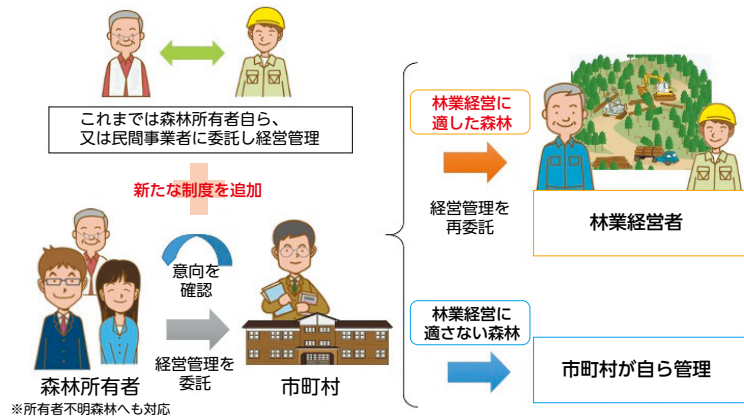 これまでは森林所有者自ら、
又は民間事業者に委託し経営管理
新たな制度を追加
意向を
確認
経営管理を
委託
森林所有者
※所有者不明森林へも対応
市町村
林業経営に
適した森林
経営管理を
再委託
林業経営者
林業経営に
適さない森林
市町村が自ら管理